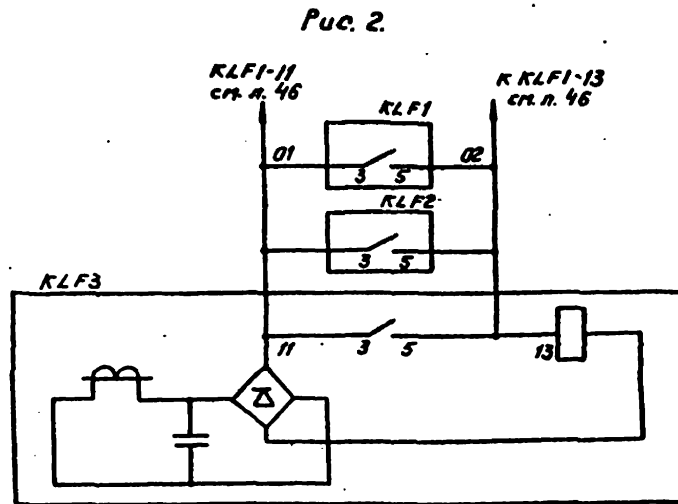 Рис. 2.
KLF1-11
см. л. 46
К KLF1-13
см. л. 46
KLF1
01
02
3 5
KLF2
3 5
KLF3
11
3 5
13